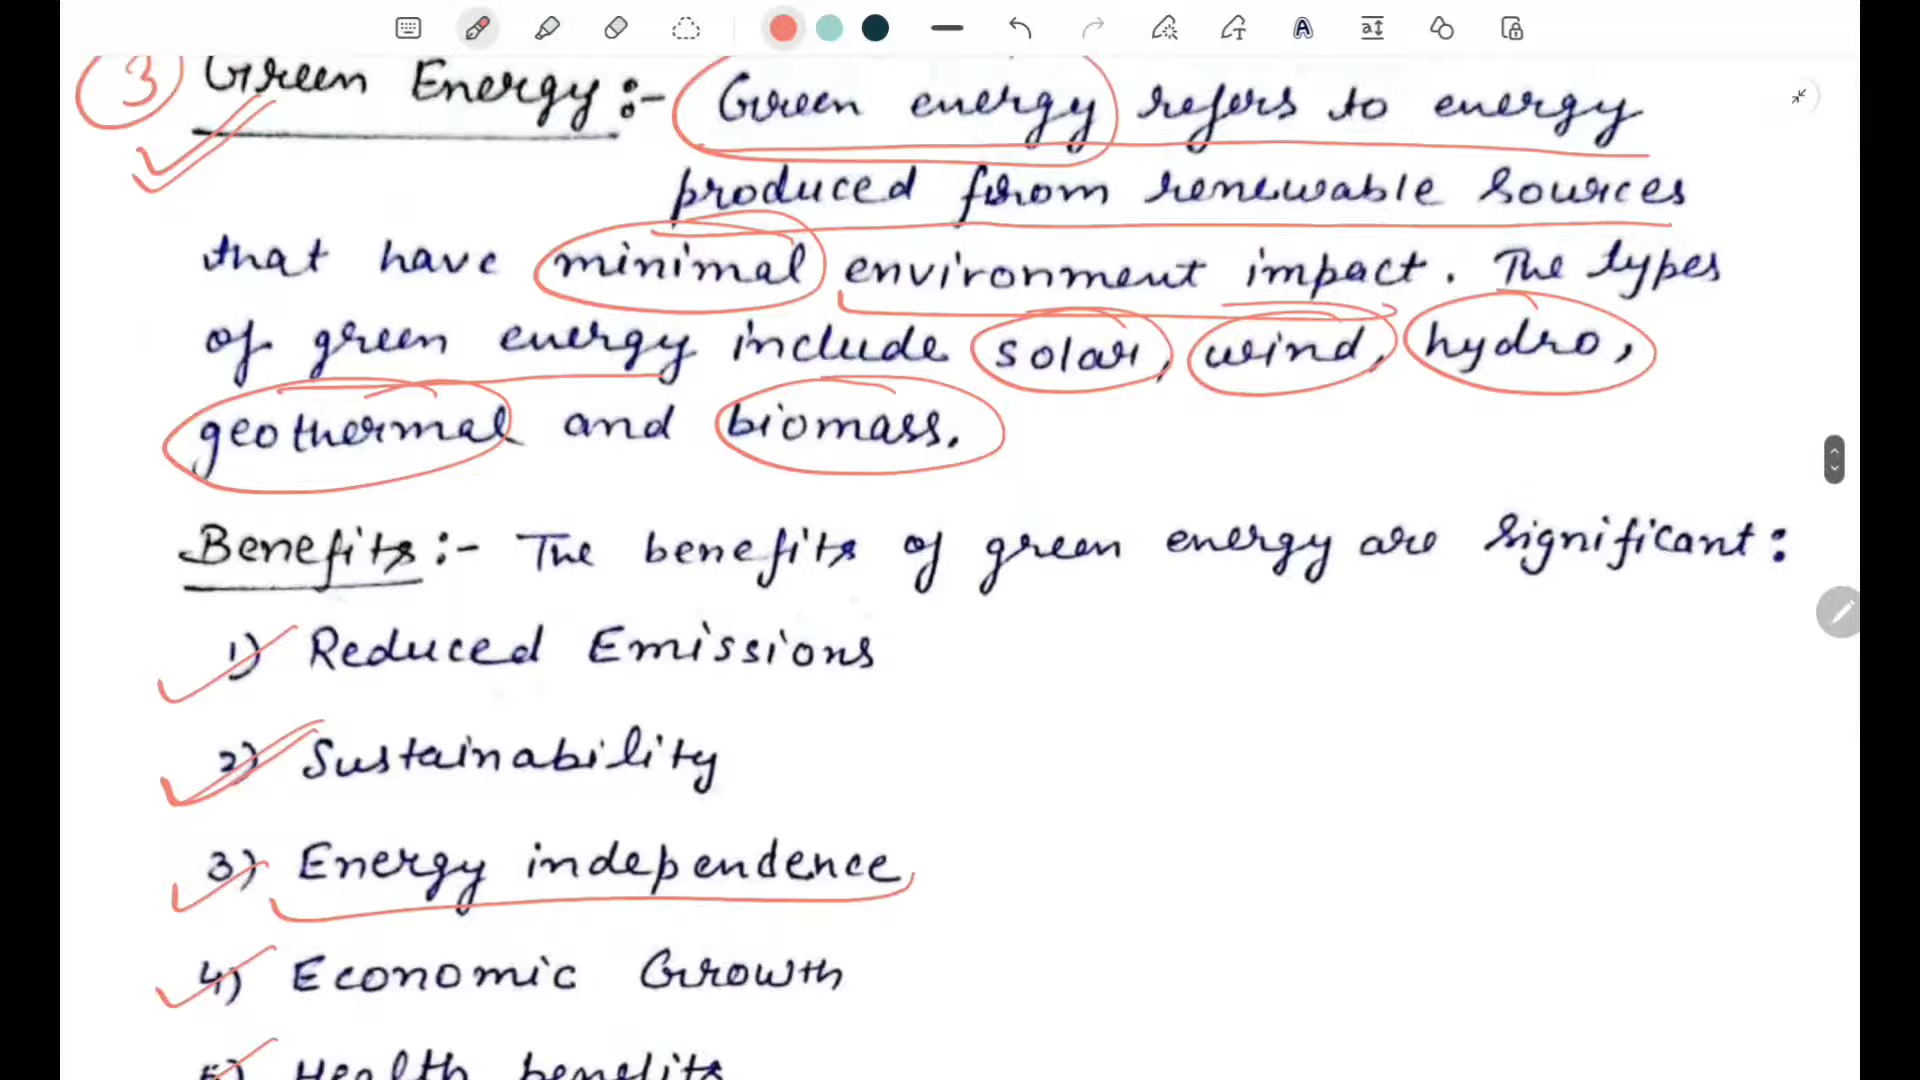 3 Green Energy :- Green energy refers to energy
produced from renewable sources
that have minimal environment impact. The types
of green energy include solar, wind, hydro,
geothermal and biomass.
Benefits :- The benefits of green energy are significant :
1) Reduced Emissions
2) Sustainability
3) Energy independence
4) Economic Growth
5) Health benefits